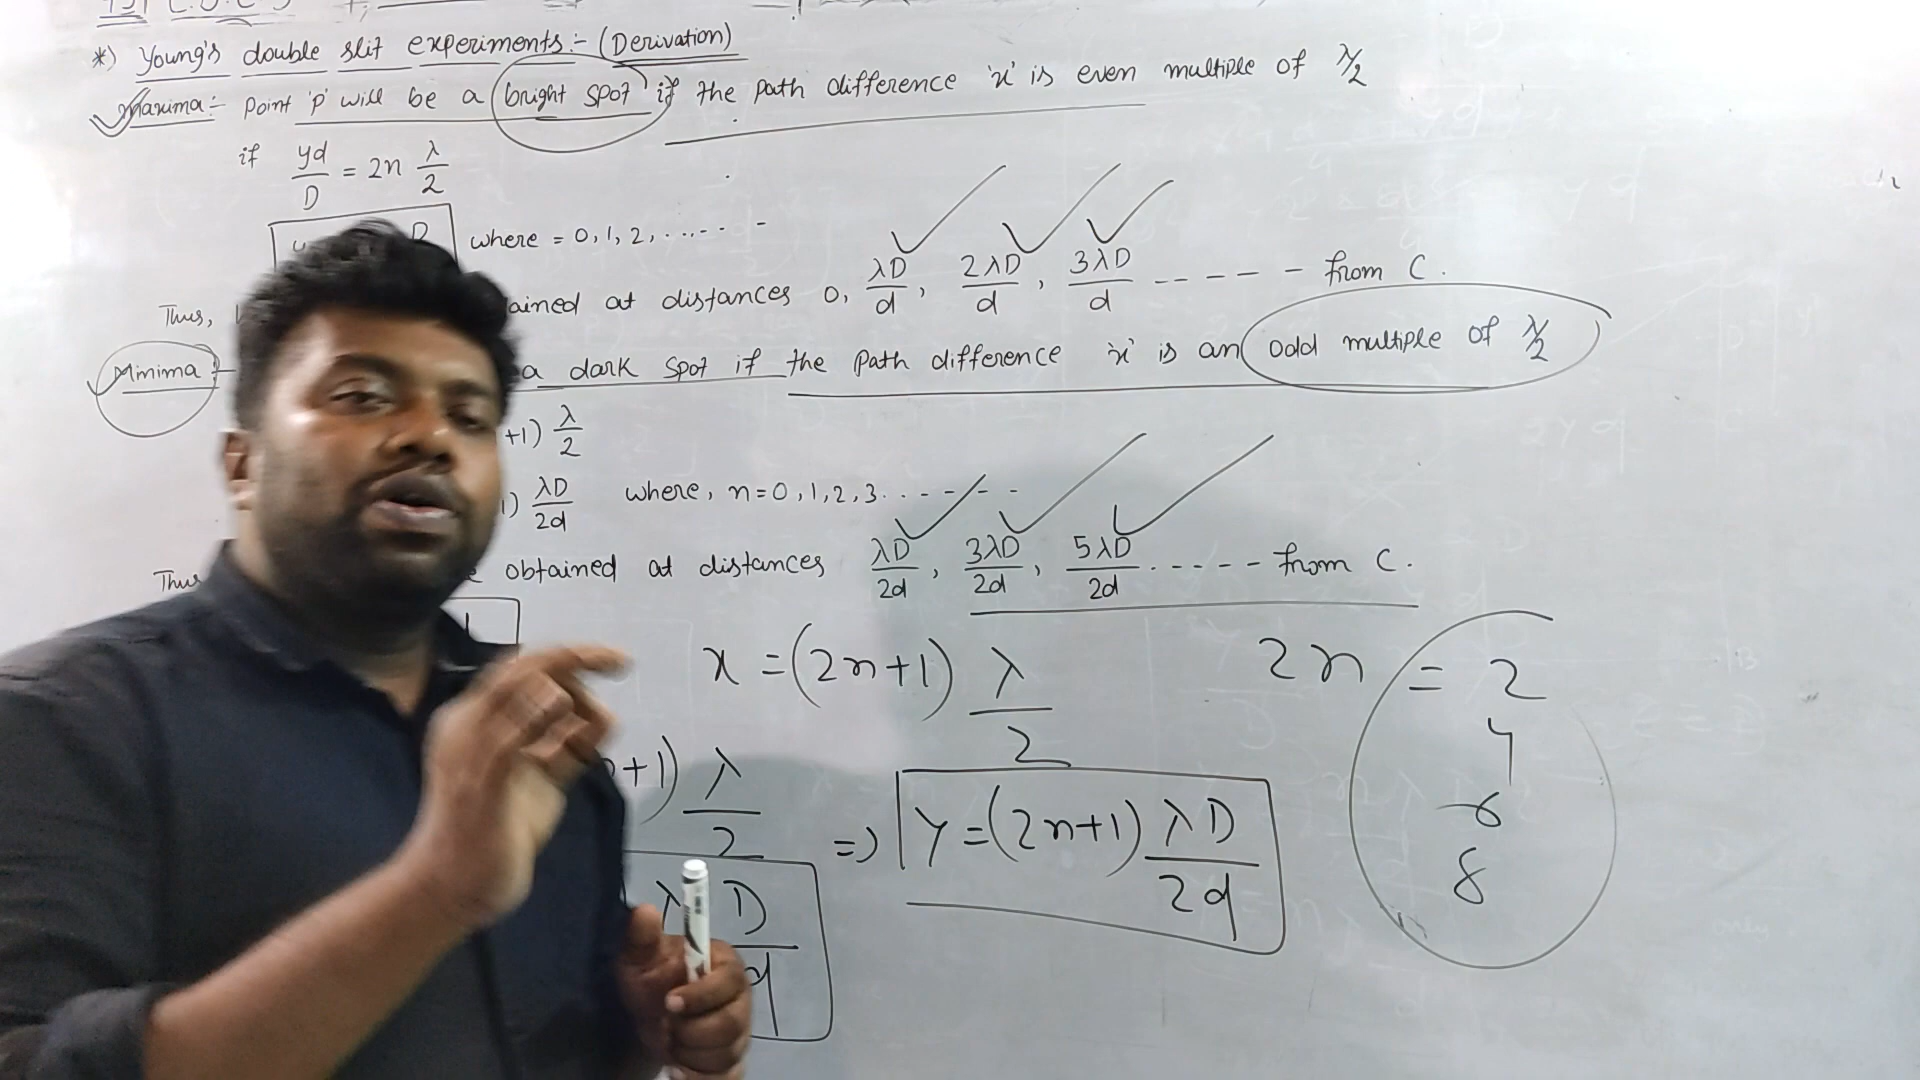 *) Young's double slit experiments:- (Derivation)
Maxima:- Point 'P' will be a bright spot if the path difference 'x' is even multiple of λ/2
if yd/D = 2n λ/2
D where = 0, 1, 2, ......- -
Thus, ained at distances 0, λD/d, 2λD/d, 3λD/d ----- from C.
Minima:- a dark spot if the path difference 'x' is an odd multiple of λ/2
+1) λ/2
1) λD/2d where, n=0,1,2,3..----
Thus obtained at distances λD/2d, 3λD/2d, 5λD/2d ..---- from C.
x = (2n+1) λ/2
2n = 2
4
6
8
+1) λ/2
=> y = (2n+1) λD/2d
λD/d